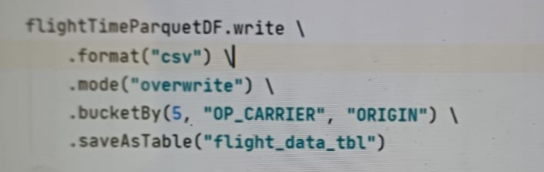 flightTimeParquetDF.write \
.format("csv") \
.mode("overwrite") \
.bucketBy(5, "OP_CARRIER", "ORIGIN") \
.saveAsTable("flight_data_tbl")